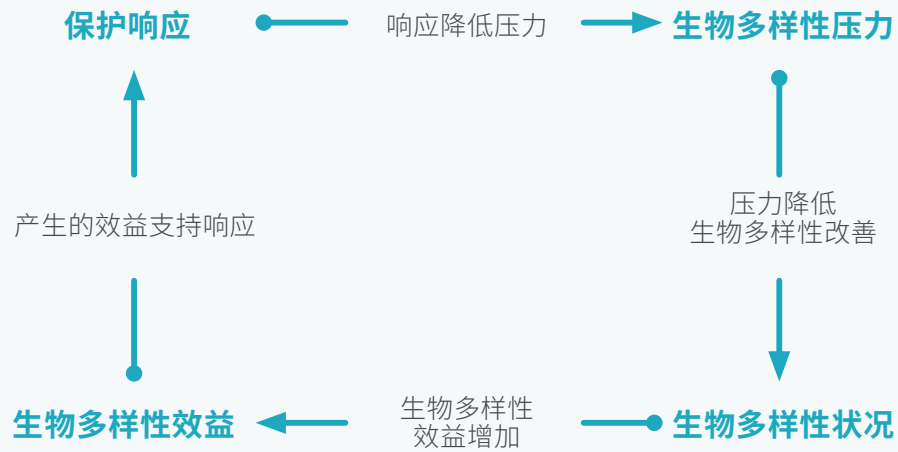 保护响应
响应降低压力
生物多样性压力
产生的效益支持响应
压力降低
生物多样性改善
生物多样性效益
生物多样性
效益增加
生物多样性状况